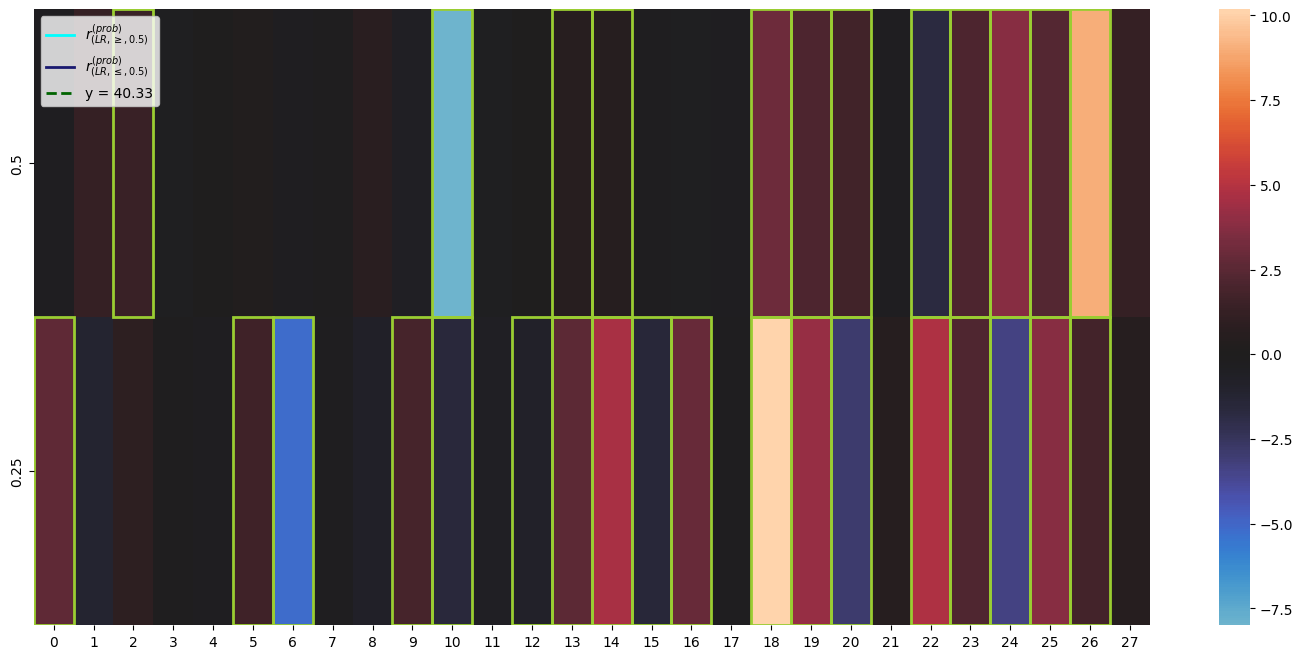 r^{(prob)}_{(LR,≥,0.5)}
r^{(prob)}_{(LR,≤,0.5)}
y = 40.33
0.5
0.25
0 1 2 3 4 5 6 7 8 9 10 11 12 13 14 15 16 17 18 19 20 21 22 23 24 25 26 27
10.0
7.5
5.0
2.5
0.0
−2.5
−5.0
−7.5